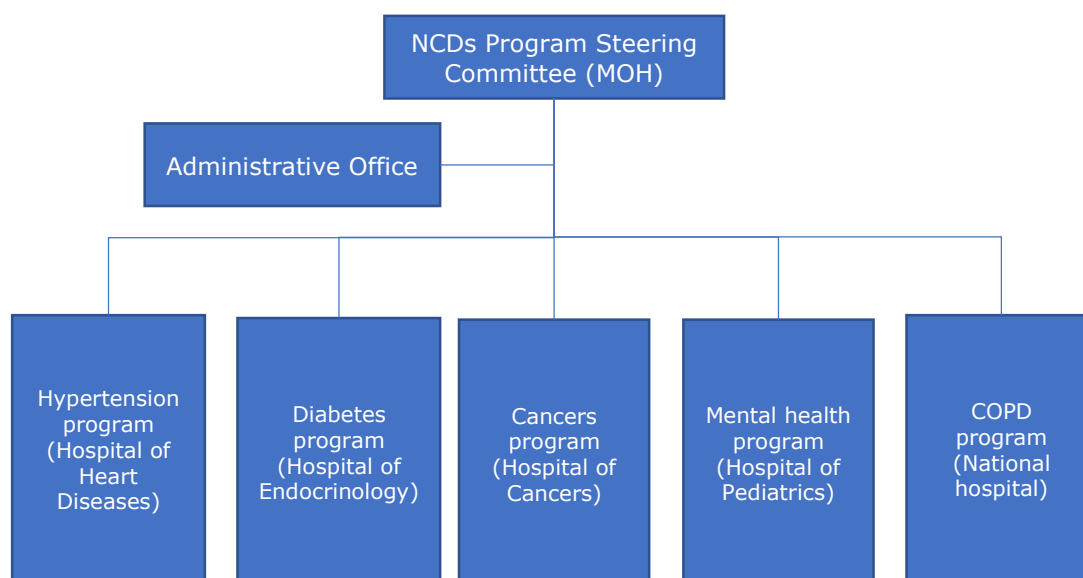 NCDs Program Steering
Committee (MOH)
Administrative Office
Hypertension
program
(Hospital of
Heart
Diseases)
Diabetes
program
(Hospital of
Endocrinology)
Cancers
program
(Hospital of
Cancers)
Mental health
program
(Hospital of
Pediatrics)
COPD
program
(National
hospital)